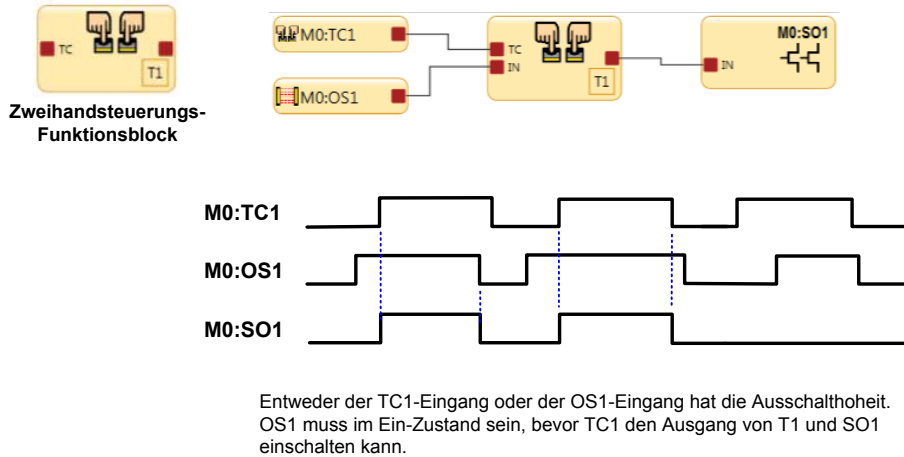 TC
T1
Zweihandsteuerungs-
Funktionsblock
M0:TC1
M0:OS1
TC
IN
T1
M0:SO1
IN
M0:TC1
M0:OS1
M0:SO1
Entweder der TC1-Eingang oder der OS1-Eingang hat die Ausschalthoheit.
OS1 muss im Ein-Zustand sein, bevor TC1 den Ausgang von T1 und SO1
einschalten kann.